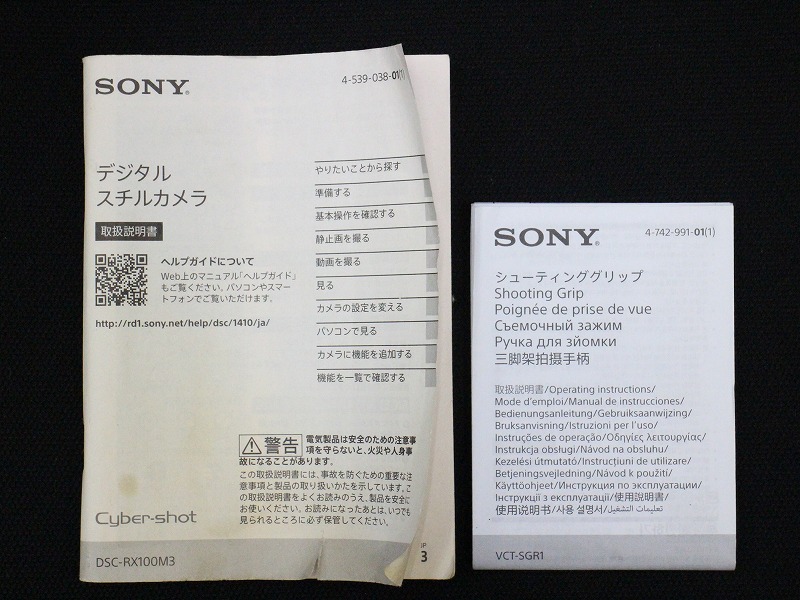 SONY®
4-539-038-01(1)
デジタル
スチルカメラ
取扱説明書
ヘルプガイドについて
Web上のマニュアル「ヘルプガイド」
もご覧ください。パソコンやスマー
トフォンでご覧いただけます。
http://rd1.sony.net/help/dsc/1410/ja/
やりたいことから探す
準備する
基本操作を確認する
静止画を撮る
動画を撮る
見る
カメラの設定を変える
パソコンで見る
カメラに機能を追加する
機能を一覧で確認する
警告 電気製品は安全のための注意事
項を守らないと、火災や人身事
故になることがあります。
この取扱説明書には、事故を防ぐための重要な注
意事項と製品の取り扱いかたを示しています。こ
の取扱説明書をよくお読みのうえ、製品を安全に
お使いください。お読みになったあとは、いつでも
見られるところに必ず保管してください。
Cyber-shot
DSC-RX100M3
JP
3
SONY®
4-742-991-01(1)
シューティンググリップ
Shooting Grip
Poignée de prise de vue
Съемочный зажим
Ручка для зйомки
三脚架拍摄手柄
取扱説明書/Operating instructions/
Mode d'emploi/Manual de instrucciones/
Bedienungsanleitung/Gebruiksaanwijzing/
Bruksanvisning/Istruzioni per l'uso/
Instruções de operação/Οδηγίες λειτουργίας/
Instrukcja obsługi/Návod na obsluhu/
Kezelési útmutató/Instrucțiuni de utilizare/
Betjeningsvejledning/Návod k použití/
Käyttöohjeet/Инструкция по эксплуатации/
Інструкції з експлуатації/使用說明書/
使用说明书/사용 설명서/تعليمات التشغيل
VCT-SGR1